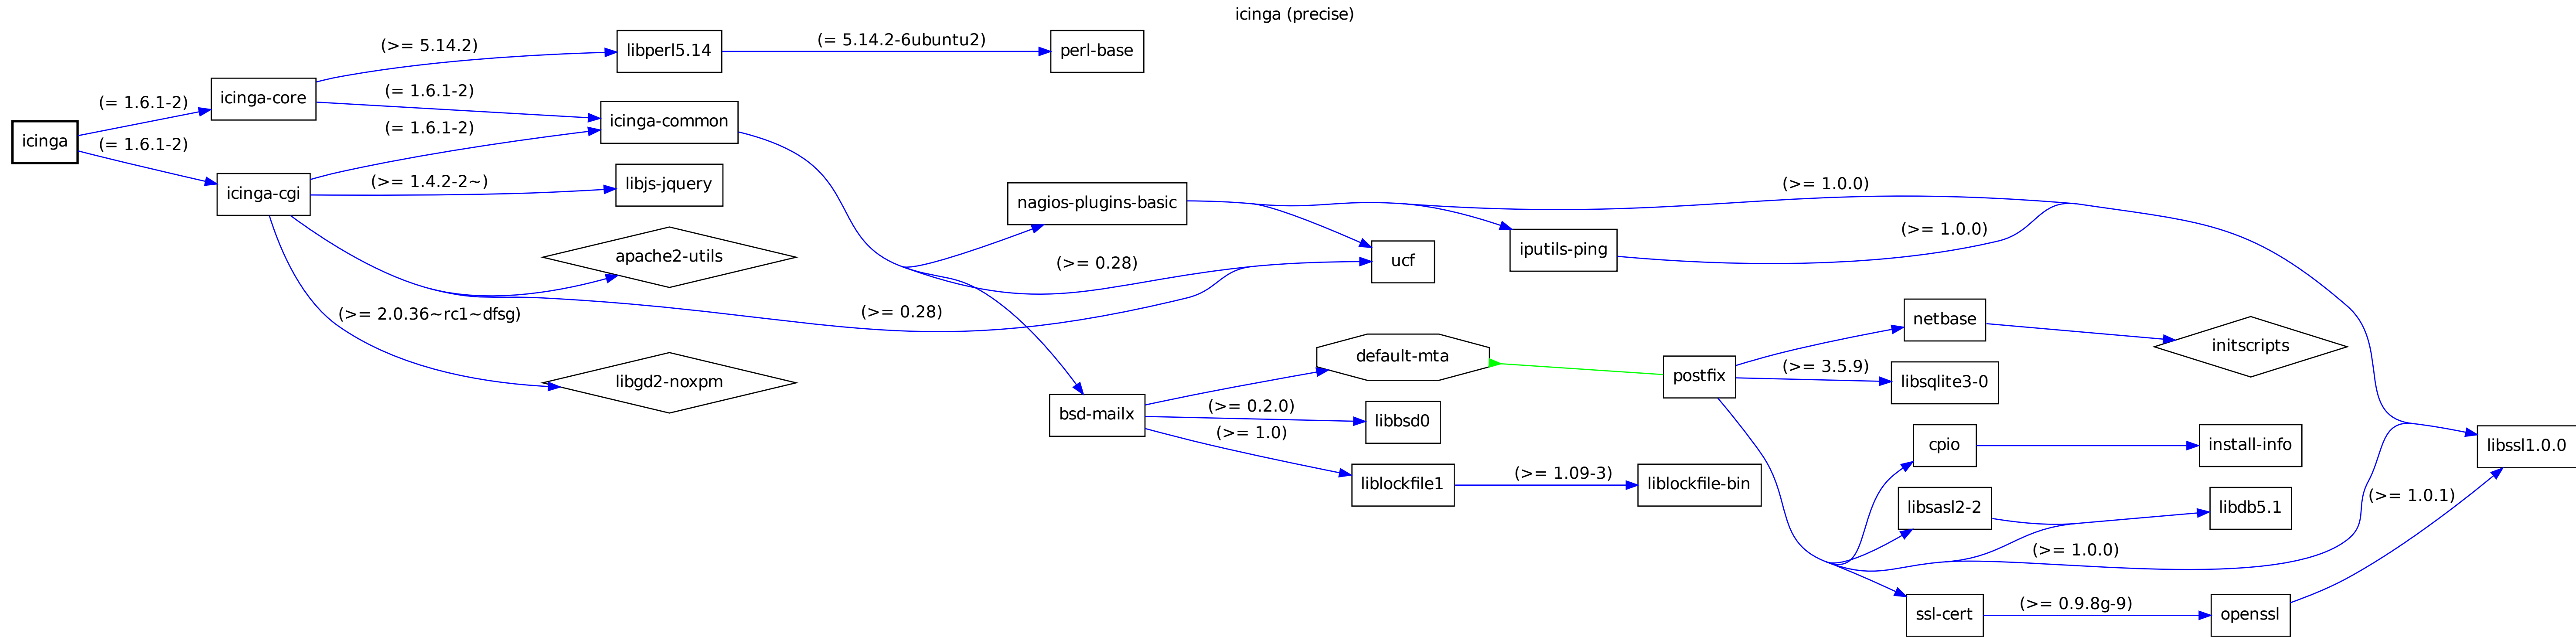 icinga (precise)
(>= 5.14.2)
libperl5.14
(= 5.14.2-6ubuntu2)
perl-base
icinga-core
(= 1.6.1-2)
(= 1.6.1-2)
icinga-common
icinga
(= 1.6.1-2)
(= 1.6.1-2)
icinga-cgi
(>= 1.4.2-2~)
libjs-jquery
nagios-plugins-basic
(>= 1.0.0)
apache2-utils
(>= 0.28)
ucf
iputils-ping
(>= 1.0.0)
(>= 2.0.36~rc1~dfsg)
(>= 0.28)
libgd2-noxpm
default-mta
postfix
netbase
initscripts
(>= 3.5.9)
libsqlite3-0
bsd-mailx
(>= 0.2.0)
libbsd0
(>= 1.0)
liblockfile1
(>= 1.09-3)
liblockfile-bin
cpio
install-info
libssl1.0.0
libsasl2-2
libdb5.1
(>= 1.0.1)
(>= 1.0.0)
ssl-cert
(>= 0.9.8g-9)
openssl